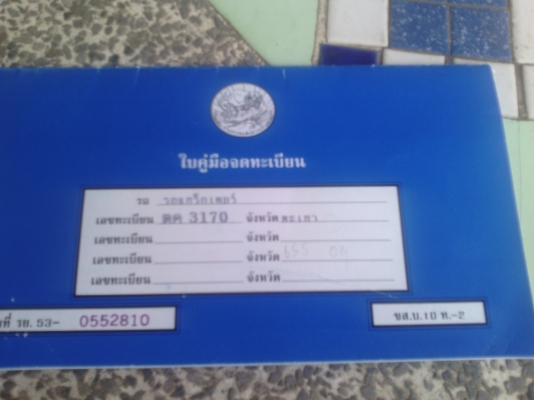 ใบคู่มือจดทะเบียน
รถ รถแทร็กเตอร์
เลขทะเบียน ตค 3170 จังหวัด พะเยา
เลขทะเบียน จังหวัด
เลขทะเบียน จังหวัด
เลขทะเบียน จังหวัด
ที่ รย. 53- 0552810
ขส.บ.10 ท.-2